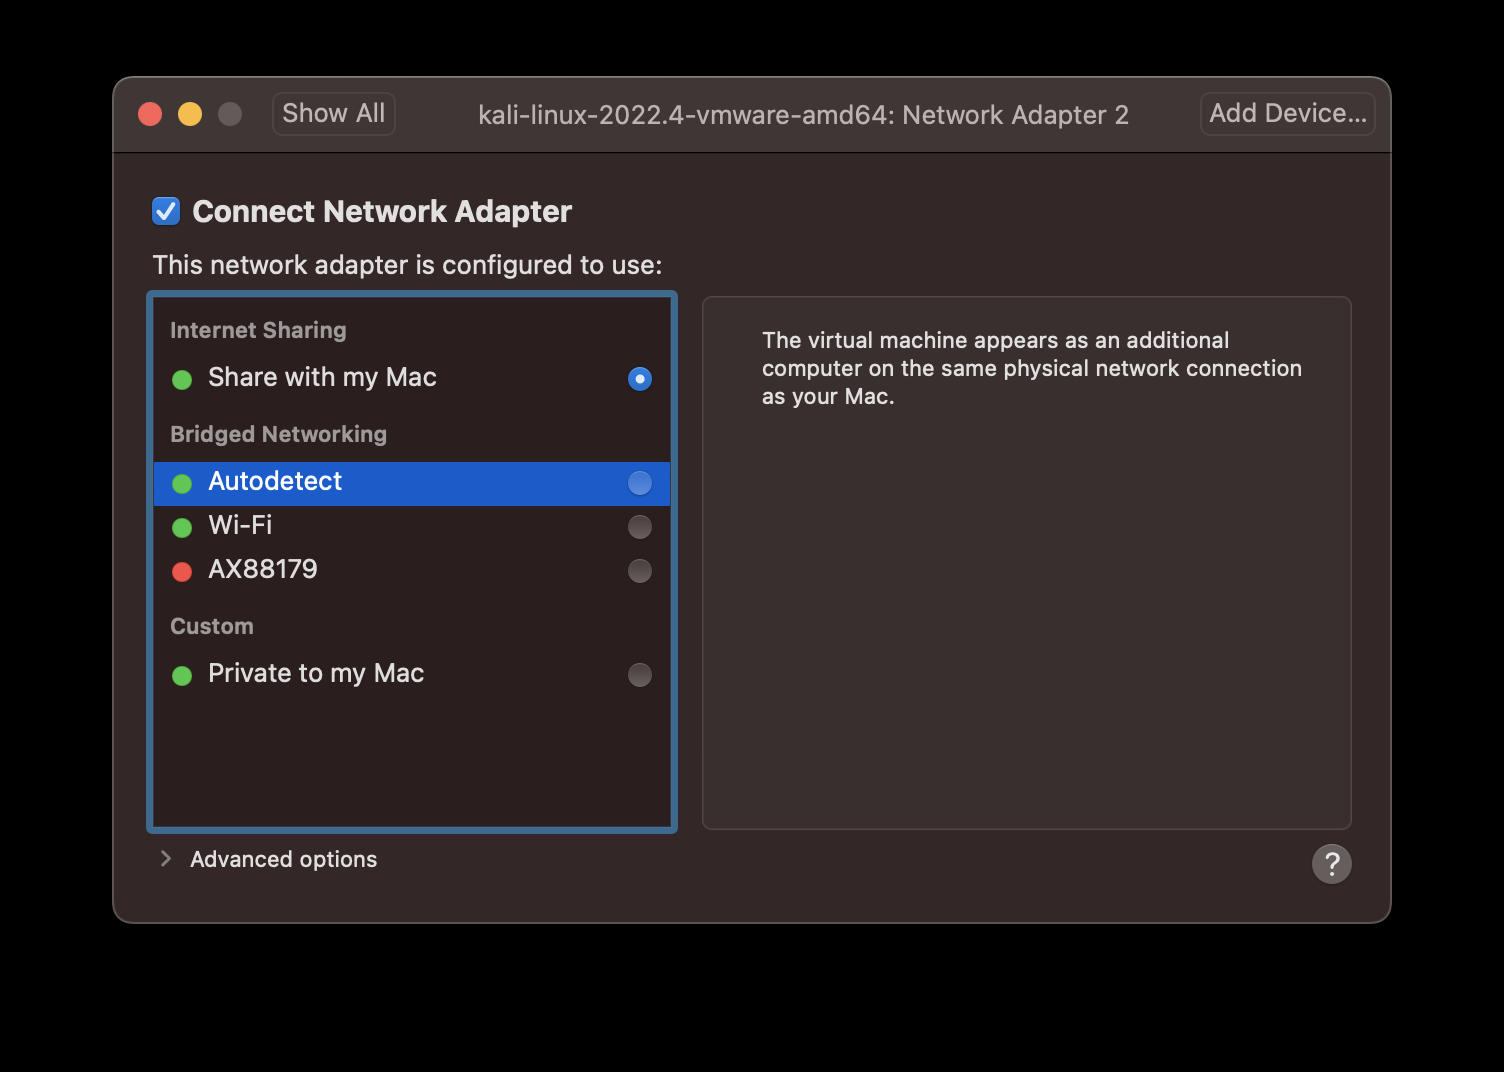 Show All
kali-linux-2022.4-vmware-amd64: Network Adapter 2
Add Device...
Connect Network Adapter
This network adapter is configured to use:
Internet Sharing
Share with my Mac
Bridged Networking
Autodetect
Wi-Fi
AX88179
Custom
Private to my Mac
The virtual machine appears as an additional
computer on the same physical network connection
as your Mac.
Advanced options
?